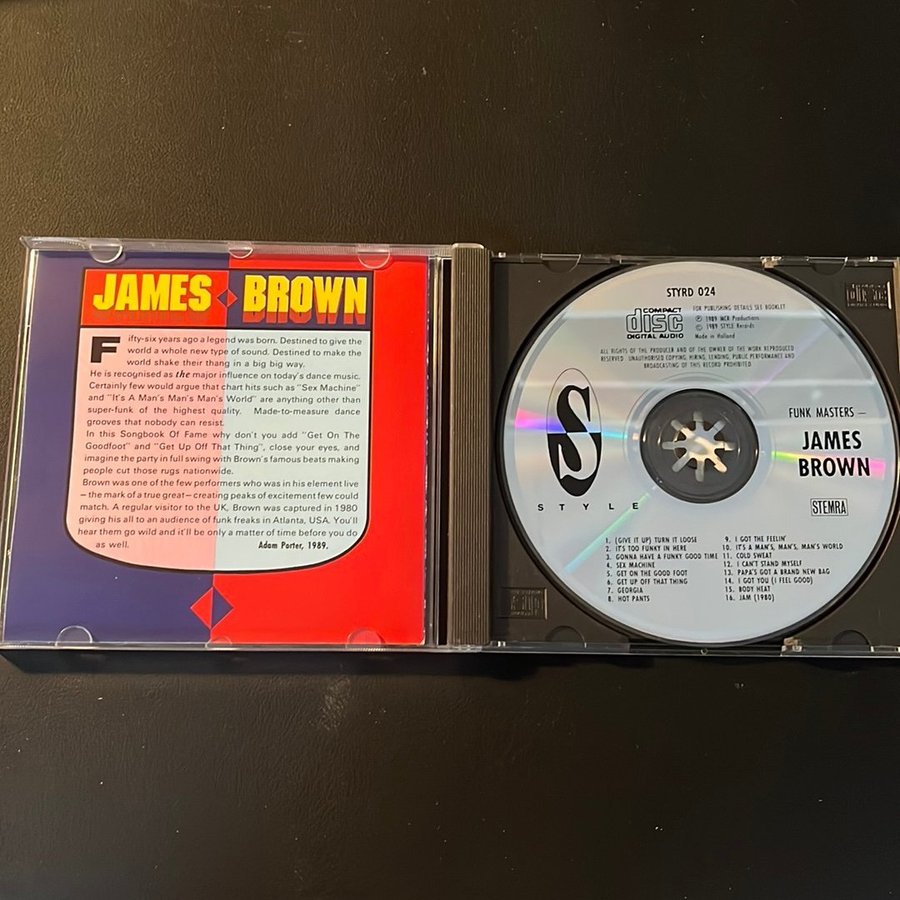 JAMES BROWN
Fifty-six years ago a legend was born. Destined to give the
world a whole new type of sound. Destined to make the
world shake their thang in a big big way.
He is recognised as the major influence on today's dance music.
Certainly few would argue that chart hits such as "Sex Machine"
and "It's A Man's Man's Man's World" are anything other than
super-funk of the highest quality. Made-to-measure dance
grooves that nobody can resist.
In this Songbook Of Fame why don't you add "Get On The
Goodfoot" and "Get Up Off That Thing", close your eyes, and
imagine the party in full swing with Brown's famous beats making
people cut those rugs nationwide.
Brown was one of the few performers who was in his element live
– the mark of a true great – creating peaks of excitement few could
match. A regular visitor to the UK, Brown was captured in 1980
giving his all to an audience of funk freaks in Atlanta, USA. You'll
hear them go wild and it'll be only a matter of time before you do
as well. Adam Porter, 1989.
STYRD 024
COMPACT
disc
DIGITAL AUDIO
FOR PUBLISHING DETAILS SEE BOOKLET
℗ 1989 MCR Productions
© 1989 STYLE Records
Made in Holland
ALL RIGHTS OF THE PRODUCER AND OF THE OWNER OF THE WORK REPRODUCED
RESERVED. UNAUTHORISED COPYING, HIRING, LENDING, PUBLIC PERFORMANCE AND
BROADCASTING OF THIS RECORD PROHIBITED
S
STYLE
FUNK MASTERS –
JAMES
BROWN
STEMRA
1. (GIVE IT UP) TURN IT LOOSE
2. IT'S TOO FUNKY IN HERE
3. GONNA HAVE A FUNKY GOOD TIME
4. SEX MACHINE
5. GET ON THE GOOD FOOT
6. GET UP OFF THAT THING
7. GEORGIA
8. HOT PANTS
9. I GOT THE FEELIN'
10. IT'S A MAN'S, MAN'S, MAN'S WORLD
11. COLD SWEAT
12. I CAN'T STAND MYSELF
13. PAPA'S GOT A BRAND NEW BAG
14. I GOT YOU (I FEEL GOOD)
15. BODY HEAT
16. JAM (1980)